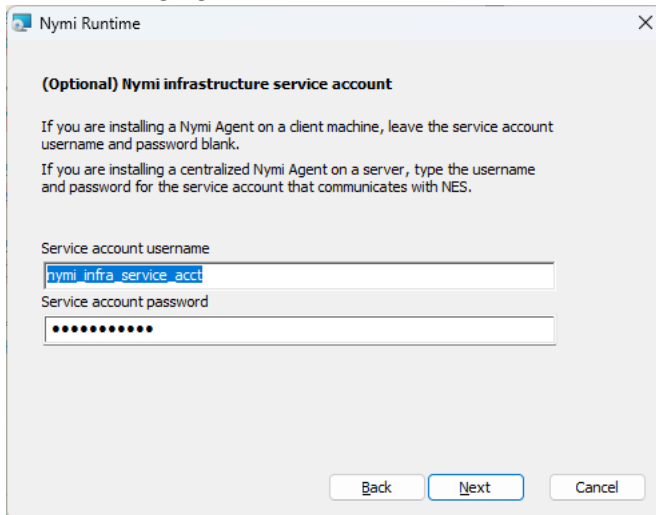 Nymi Runtime
(Optional) Nymi infrastructure service account
If you are installing a Nymi Agent on a client machine, leave the service account
username and password blank.
If you are installing a centralized Nymi Agent on a server, type the username
and password for the service account that communicates with NES.
Service account username
nymi_infra_service_acct
Service account password
•••••••••••
Back Next Cancel